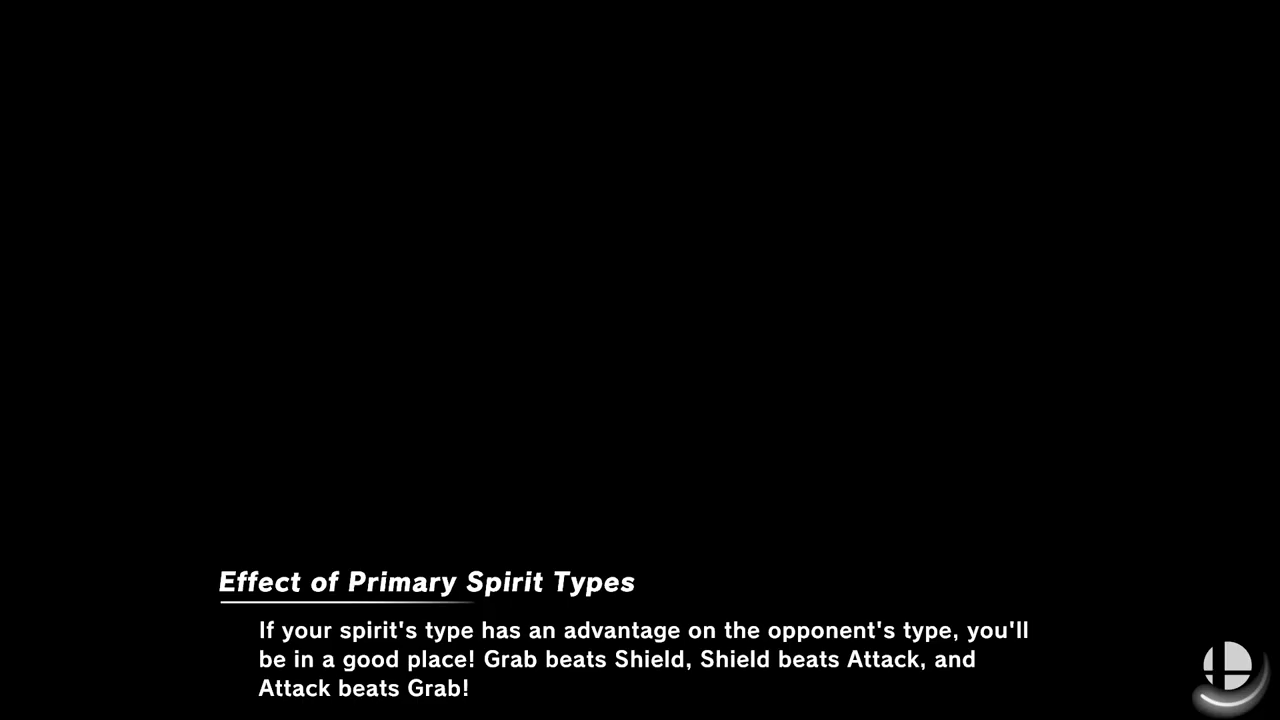 Effect of Primary Spirit Types
If your spirit's type has an advantage on the opponent's type, you'll
be in a good place! Grab beats Shield, Shield beats Attack, and
Attack beats Grab!